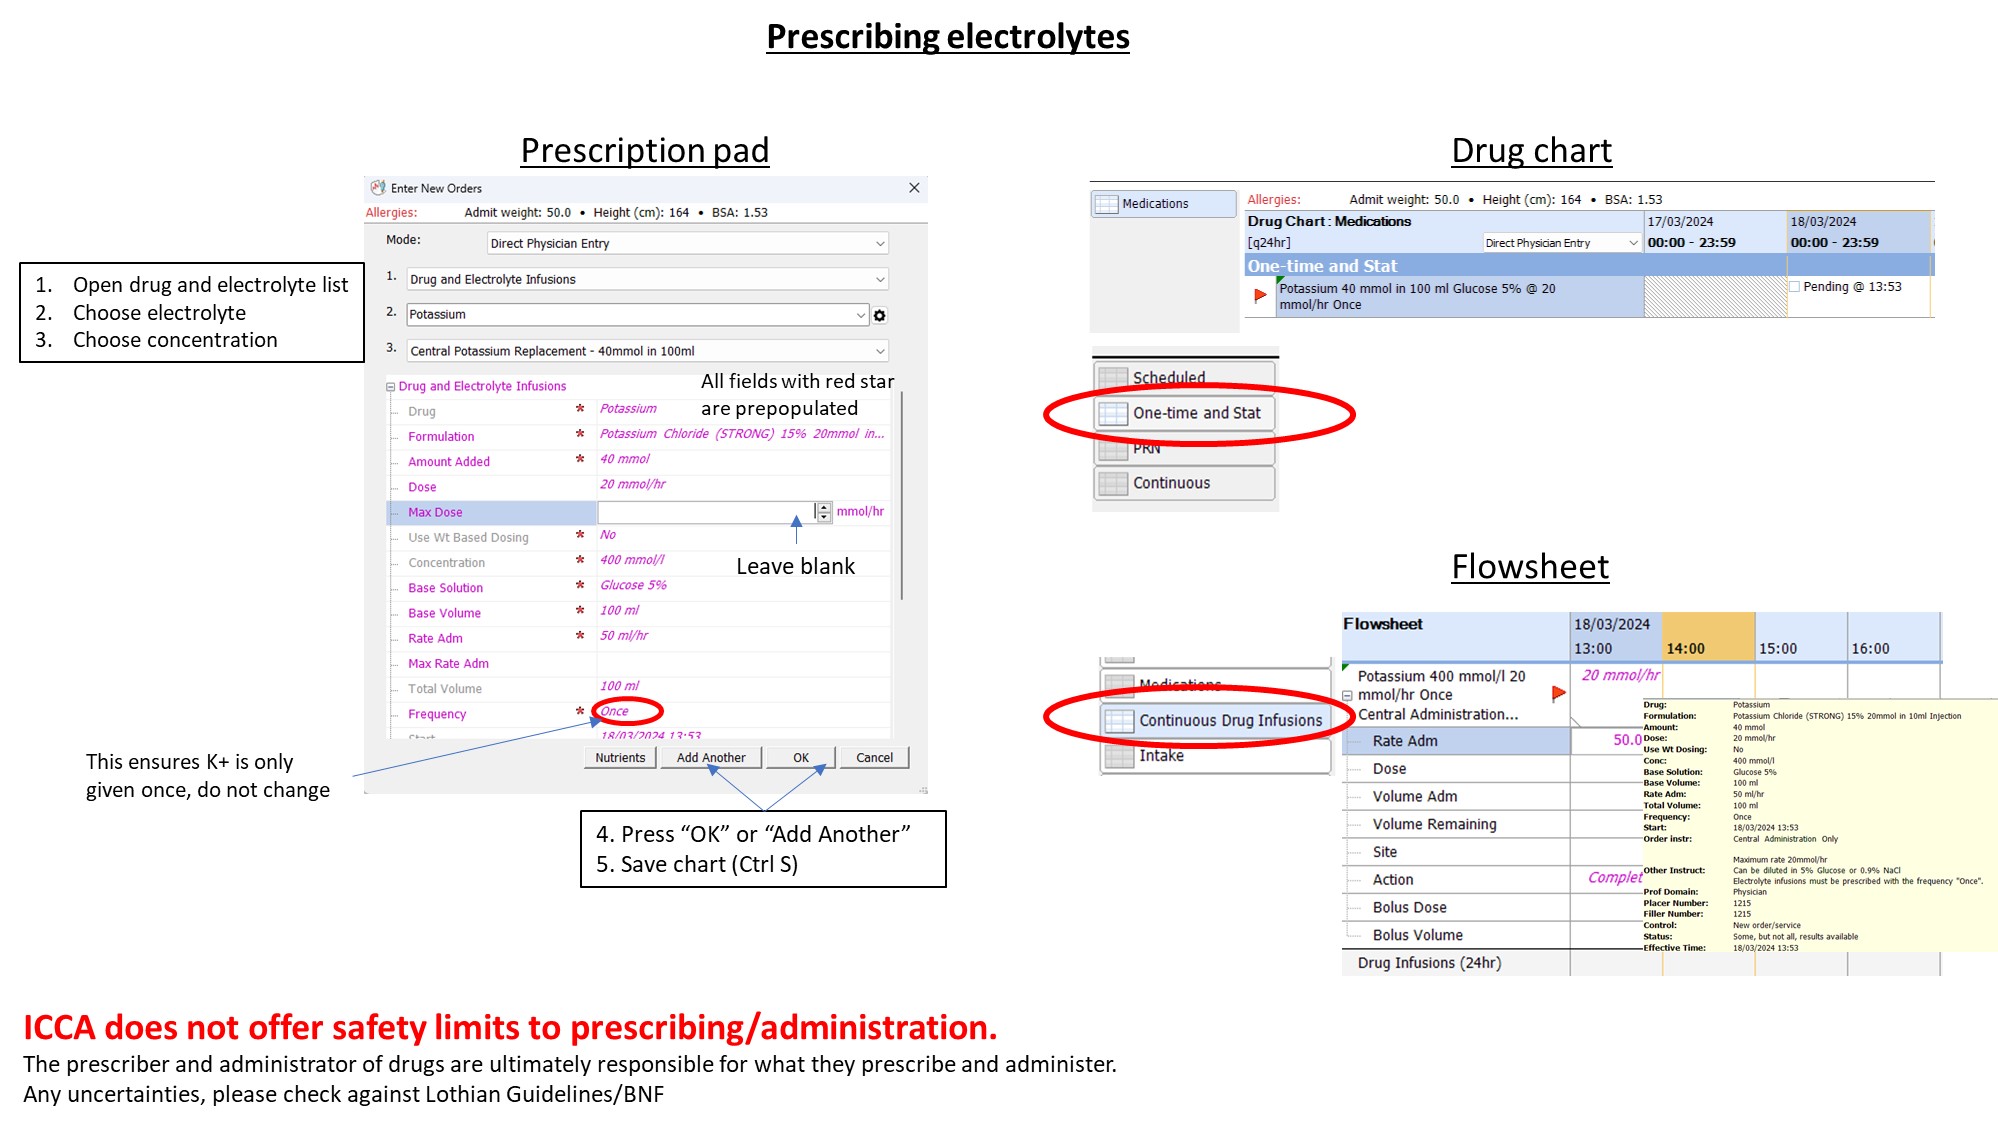 Prescribing electrolytes
Prescription pad
Enter New Orders
Allergies: Admit weight: 50.0 • Height (cm): 164 • BSA: 1.53
Mode: Direct Physician Entry
1. Drug and Electrolyte Infusions
2. Potassium
3. Central Potassium Replacement - 40mmol in 100ml
1. Open drug and electrolyte list
2. Choose electrolyte
3. Choose concentration
Drug and Electrolyte Infusions
All fields with red star
are prepopulated
Drug * Potassium
Formulation * Potassium Chloride (STRONG) 15% 20mmol in...
Amount Added * 40 mmol
Dose 20 mmol/hr
Max Dose mmol/hr
Leave blank
Use Wt Based Dosing * No
Concentration * 400 mmol/l
Base Solution * Glucose 5%
Base Volume * 100 ml
Rate Adm * 50 ml/hr
Max Rate Adm
Total Volume 100 ml
Frequency * Once
Start 18/03/2024 13:53
Nutrients Add Another OK Cancel
This ensures K+ is only
given once, do not change
4. Press “OK” or “Add Another”
5. Save chart (Ctrl S)
Drug chart
Medications
Allergies: Admit weight: 50.0 • Height (cm): 164 • BSA: 1.53
Drug Chart : Medications 17/03/2024 18/03/2024
[q24hr] Direct Physician Entry 00:00 - 23:59 00:00 - 23:59
One-time and Stat
Potassium 40 mmol in 100 ml Glucose 5% @ 20
mmol/hr Once
Pending @ 13:53
Scheduled
One-time and Stat
PRN
Continuous
Flowsheet
Medications
Continuous Drug Infusions
Intake
Flowsheet 18/03/2024
13:00 14:00 15:00 16:00
Potassium 400 mmol/l 20
mmol/hr Once
Central Administration...
20 mmol/hr
Rate Adm 50.0
Dose
Volume Adm
Volume Remaining
Site
Action Complet
Bolus Dose
Bolus Volume
Drug Infusions (24hr)
Drug: Potassium
Formulation: Potassium Chloride (STRONG) 15% 20mmol in 10ml Injection
Amount: 40 mmol
Dose: 20 mmol/hr
Use Wt Dosing: No
Conc: 400 mmol/l
Base Solution: Glucose 5%
Base Volume: 100 ml
Rate Adm: 50 ml/hr
Total Volume: 100 ml
Frequency: Once
Start: 18/03/2024 13:53
Order instr: Central Administration Only
Maximum rate 20mmol/hr
Other Instruct: Can be diluted in 5% Glucose or 0.9% NaCl
Electrolyte infusions must be prescribed with the frequency "Once".
Prof Domain: Physician
Placer Number: 1215
Filler Number: 1215
Control: New order/service
Status: Some, but not all, results available
Effective Time: 18/03/2024 13:53
ICCA does not offer safety limits to prescribing/administration.
The prescriber and administrator of drugs are ultimately responsible for what they prescribe and administer.
Any uncertainties, please check against Lothian Guidelines/BNF